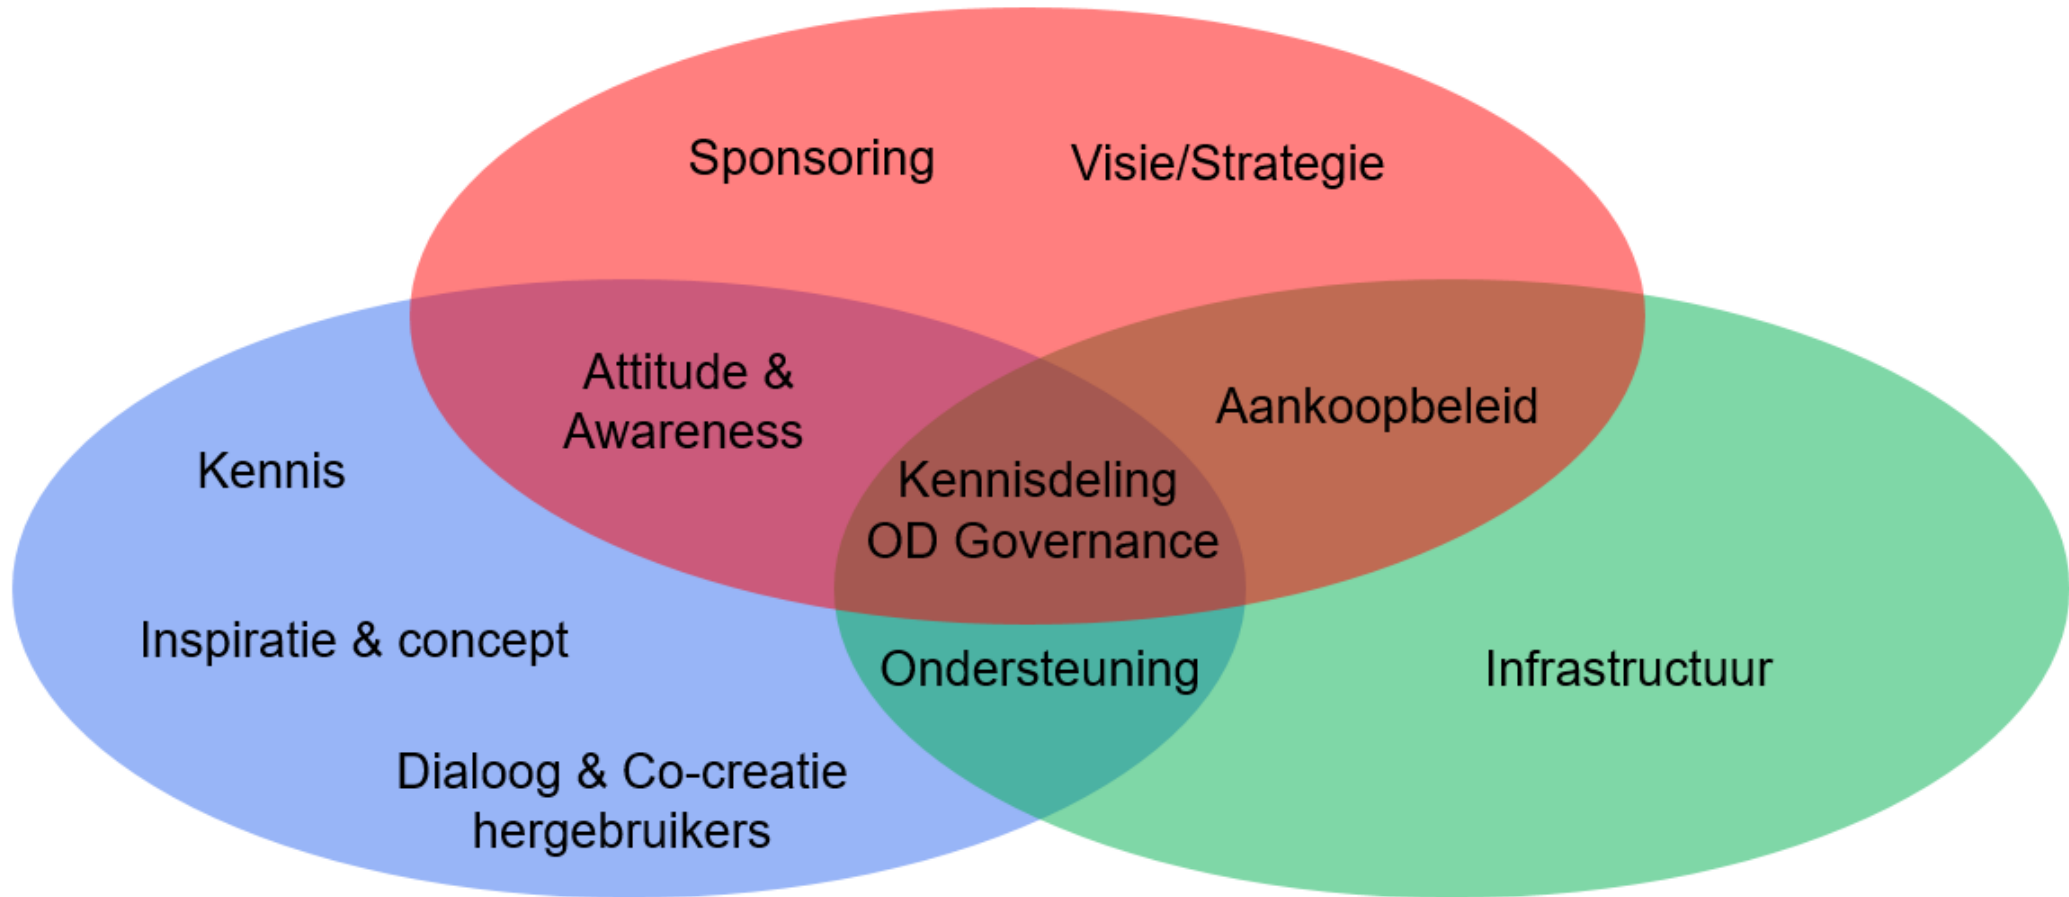 Sponsoring
Visie/Strategie
Attitude &
Awareness
Aankoopbeleid
Kennis
Kennisdeling
OD Governance
Inspiratie & concept
Ondersteuning
Infrastructuur
Dialoog & Co-creatie
hergebruikers